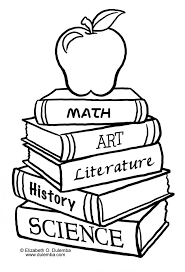 MATH
ART
Literature
History
SCIENCE
© Elizabeth O. Dulemba
www.dulemba.com